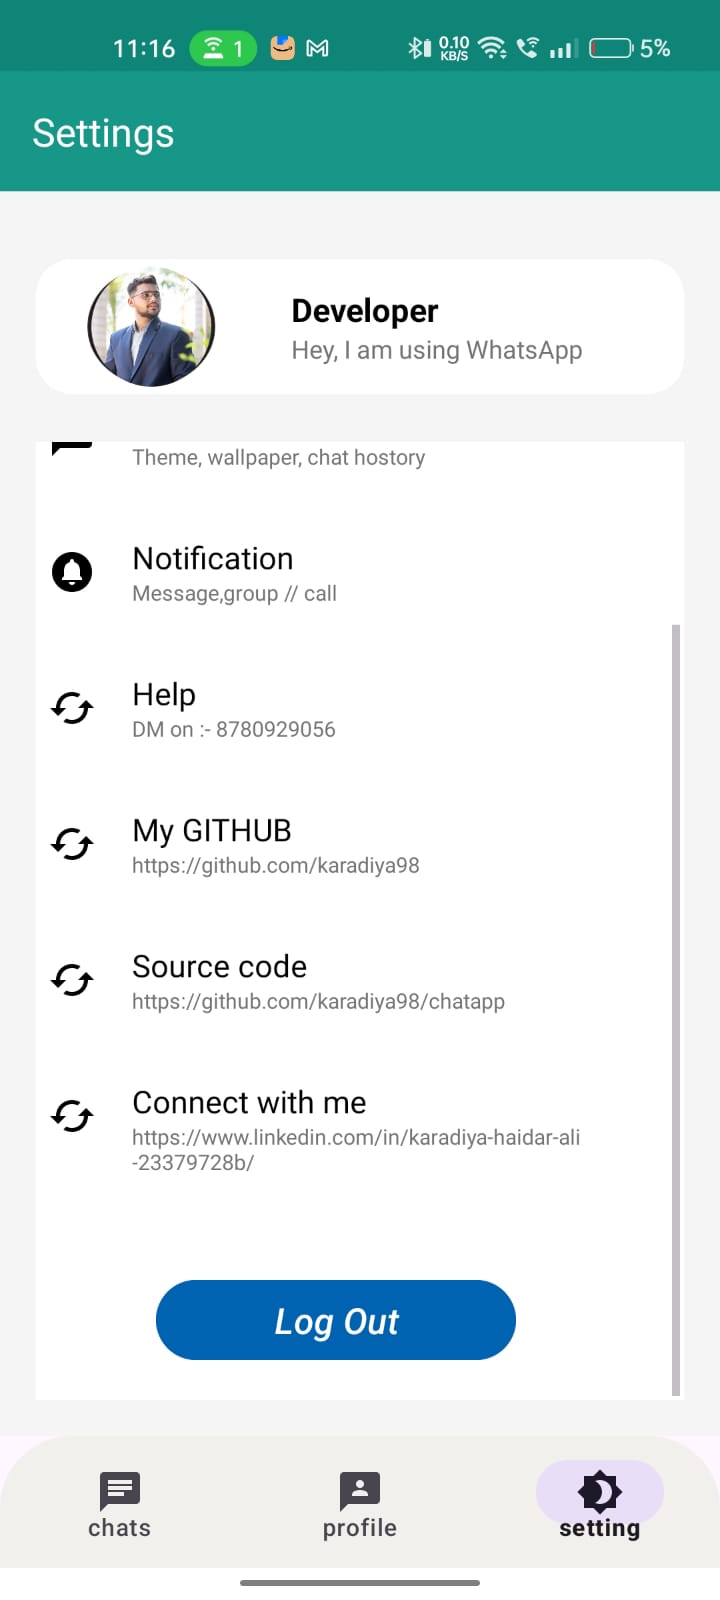 11:16 1 0.10 KB/S 5%
Settings
Developer
Hey, I am using WhatsApp
Theme, wallpaper, chat hostory
Notification
Message,group // call
Help
DM on :- 8780929056
My GITHUB
https://github.com/karadiya98
Source code
https://github.com/karadiya98/chatapp
Connect with me
https://www.linkedin.com/in/karadiya-haidar-ali
-23379728b/
Log Out
chats profile setting